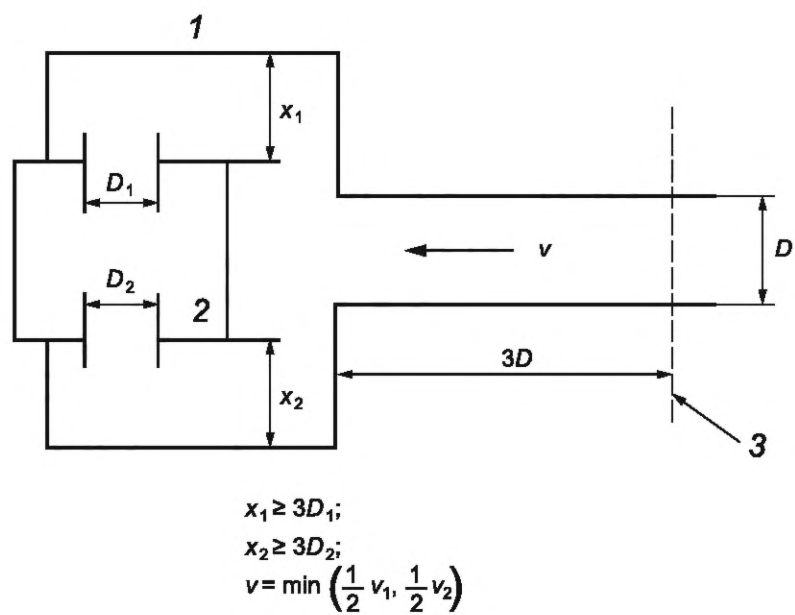 1
x₁
D₁
v
D
D₂
2
3D
x₂
3
x₁ ≥ 3D₁;
x₂ ≥ 3D₂;
v = min (1/2 v₁, 1/2 v₂)